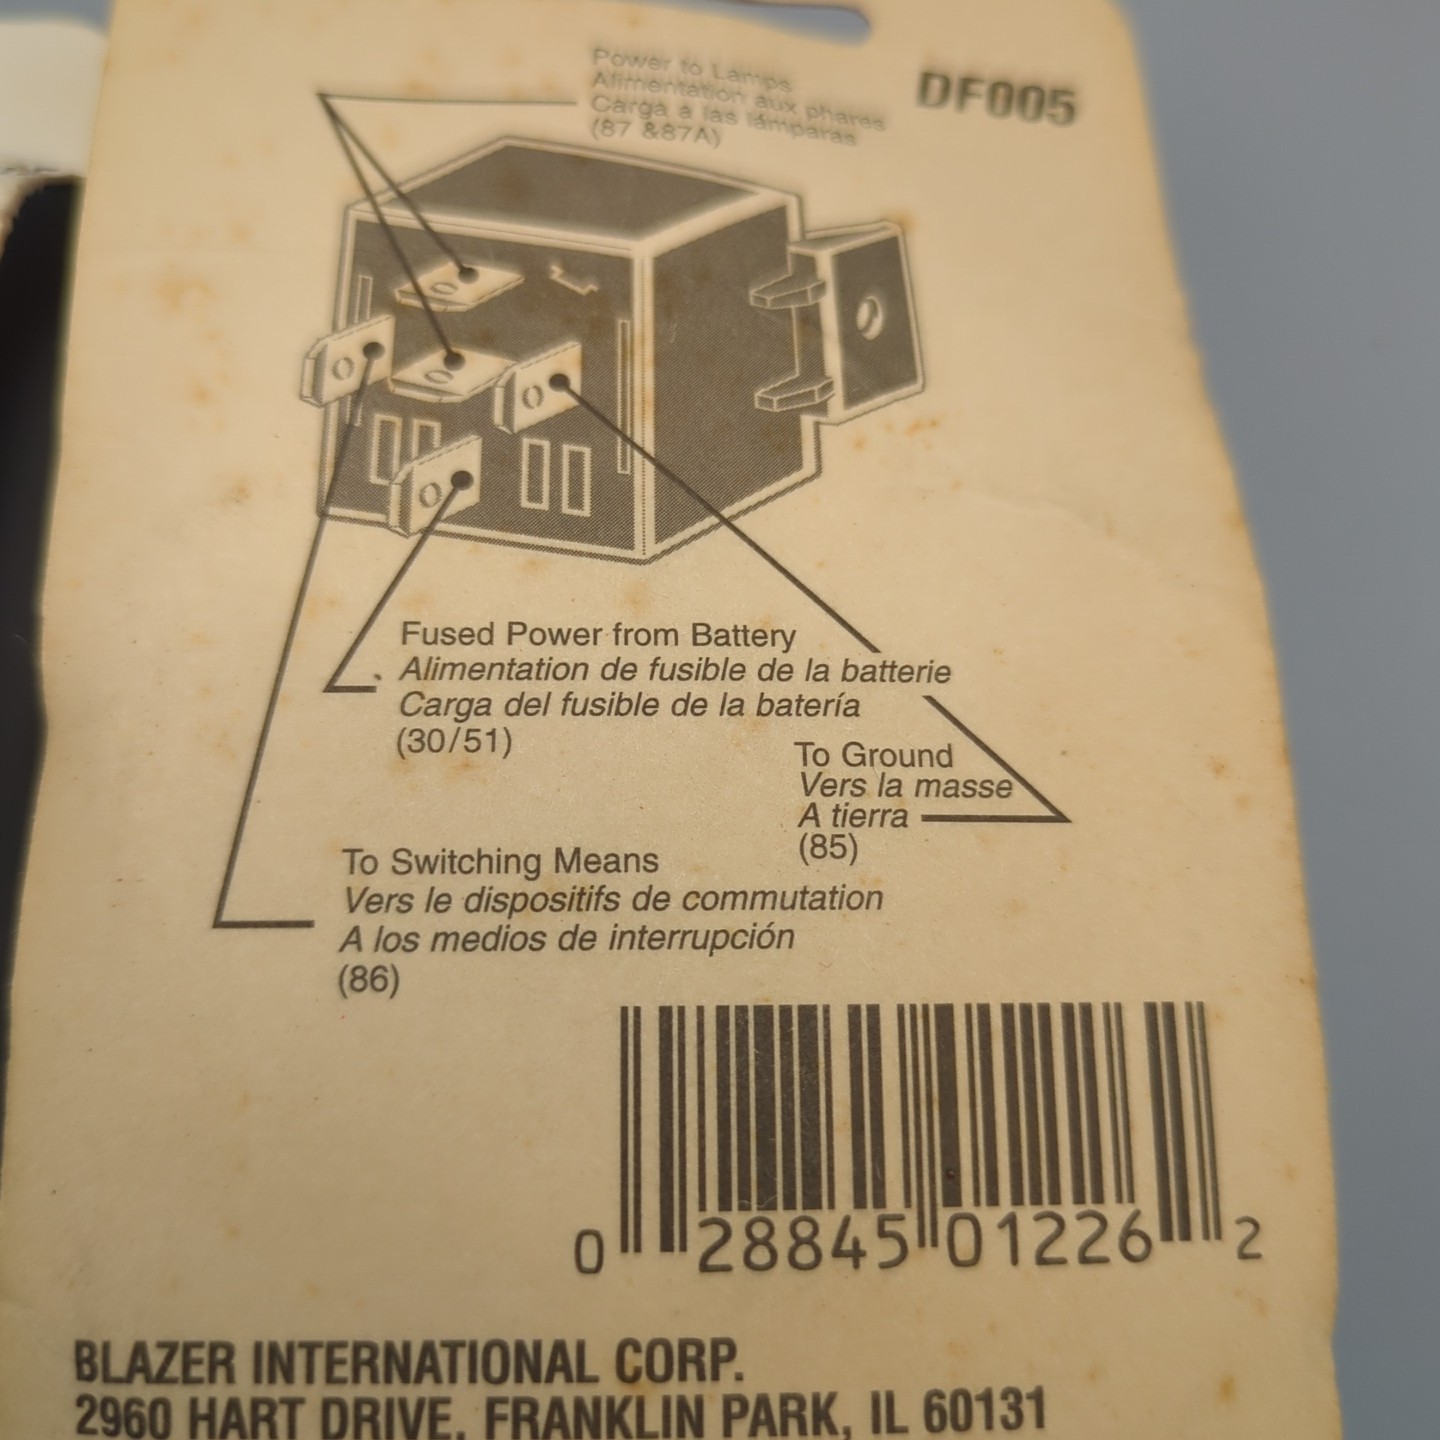 DF005
Power to Lamps
Alimentation aux phares
Carga a las lámparas
(87 &87A)
Fused Power from Battery
Alimentation de fusible de la batterie
Carga del fusible de la batería
(30/51)
To Ground
Vers la masse
A tierra
(85)
To Switching Means
Vers le dispositifs de commutation
A los medios de interrupción
(86)
0 28845 01226 2
BLAZER INTERNATIONAL CORP.
2960 HART DRIVE, FRANKLIN PARK, IL 60131